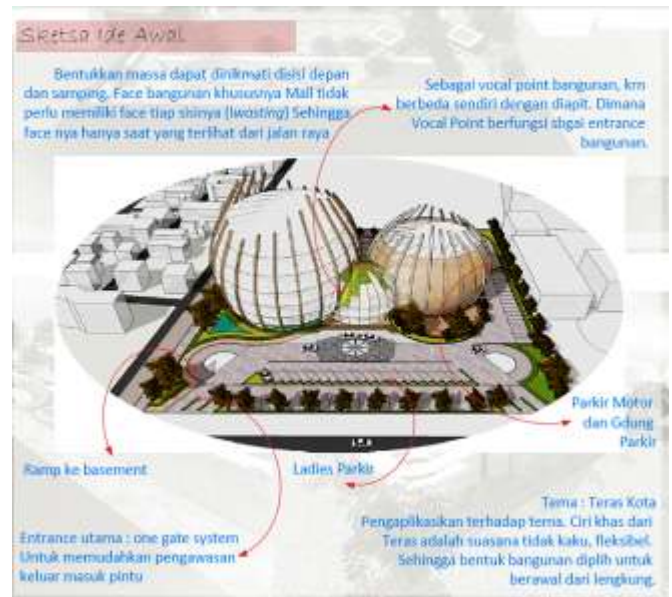 Sketsa Ide Awal
Bentukkan massa dapat dinikmati disisi depan
dan samping. Face bangunan khususnya Mall tidak
perlu memiliki face tiap sisinya (lwasting) Sehingga
face nya hanya saat yang terlihat dari jalan raya
Sebagai vocal point bangunan, krn
berbeda sendiri dengan diapit. Dimana
Vocal Point berfungsi sbgai entrance
bangunan.
Parkir Motor
dan Gdung
Parkir
Ramp ke basement
Ladies Parkir
Entrance utama : one gate system
Untuk memudahkan pengawasan
keluar masuk pintu
Tema : Teras Kota
Pengaplikasikan terhadap tema. Ciri khas dari
Teras adalah suasana tidak kaku, fleksibel.
Sehingga bentuk bangunan diplih untuk
berawal dari lengkung.